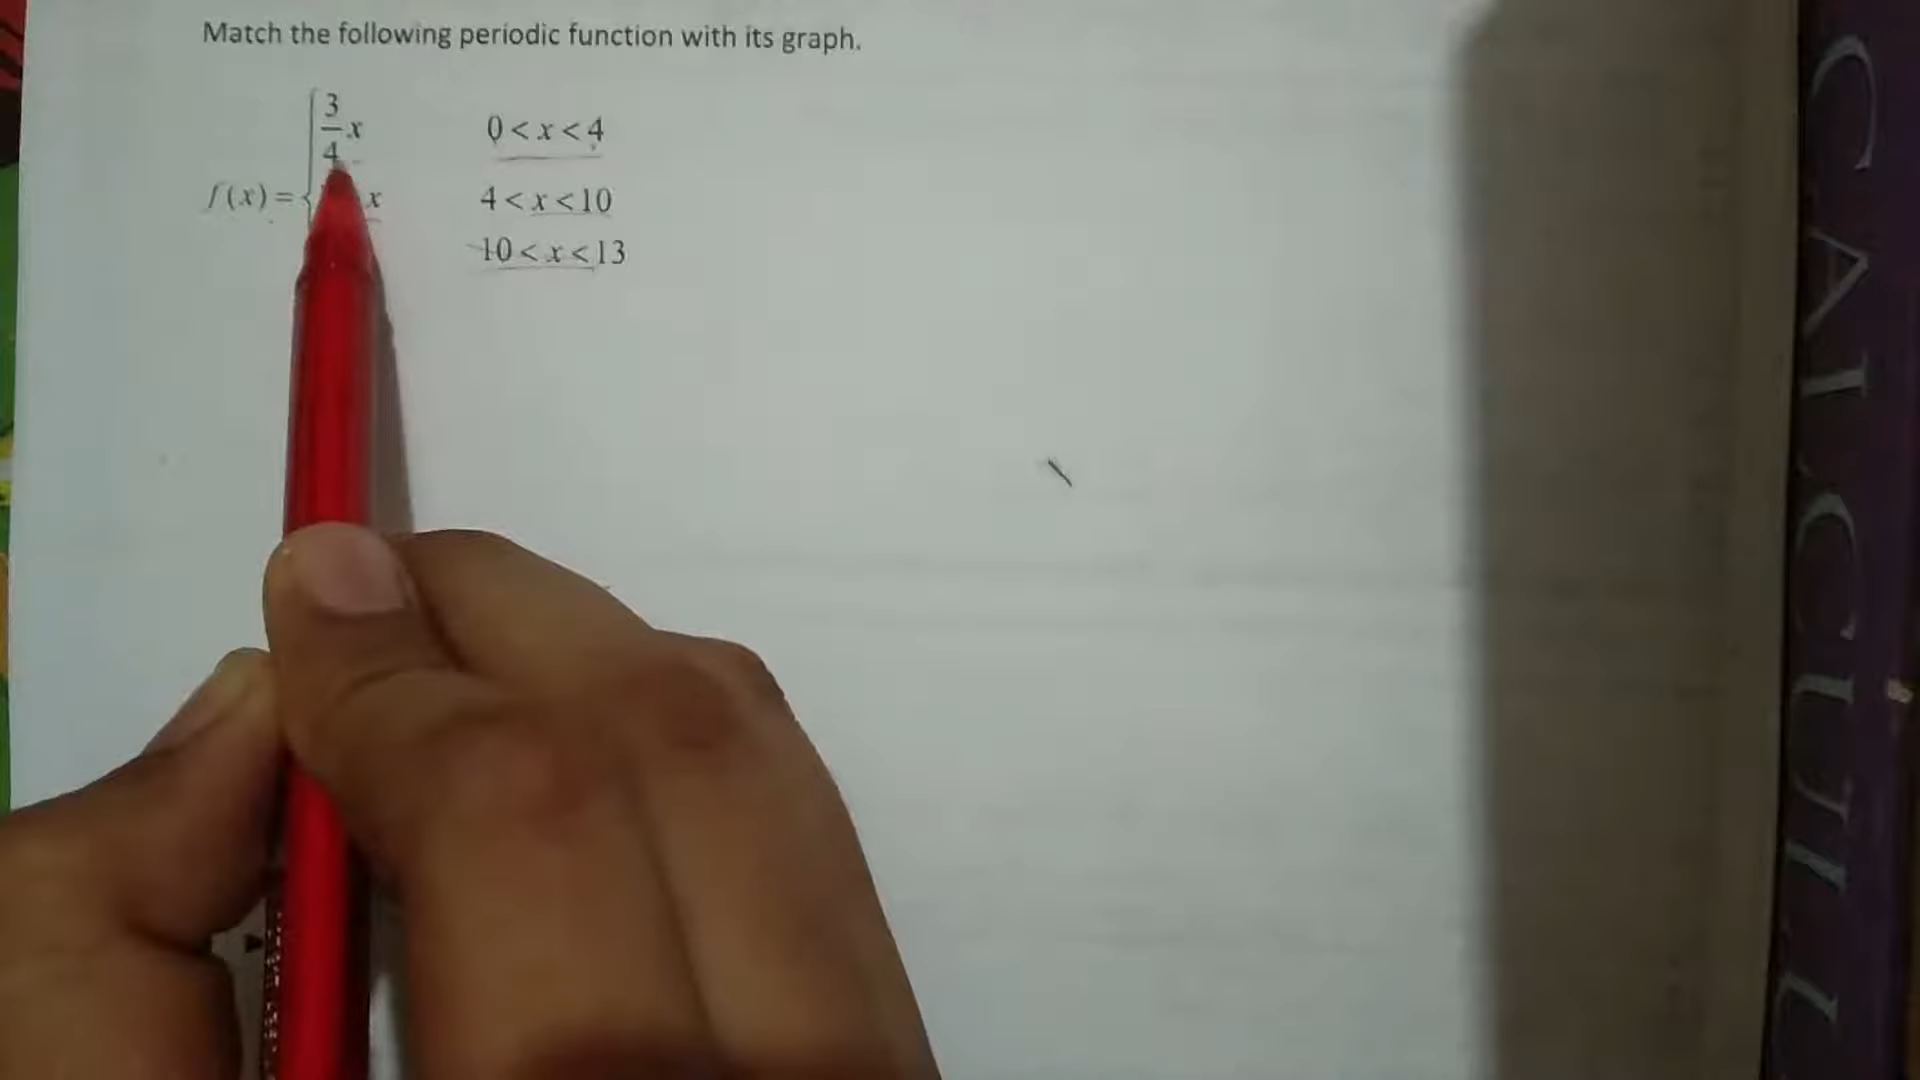 Match the following periodic function with its graph.
3
—x 0 < x < 4
4
f(x) = { x 4 < x < 10
10 < x < 13
CALCUL